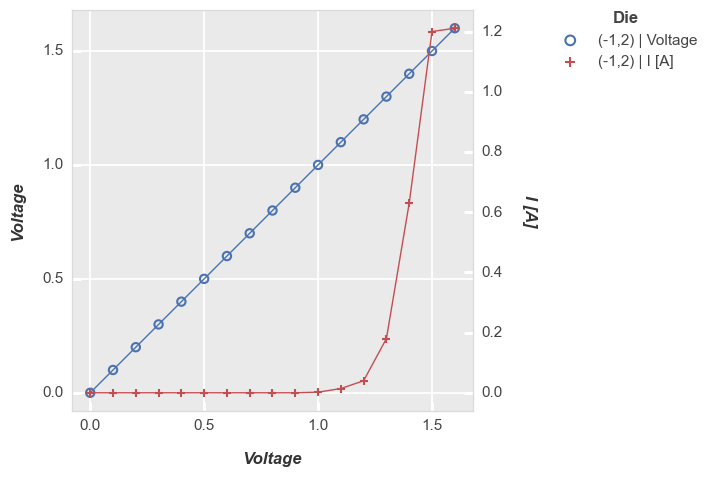 Die
(-1,2) | Voltage
(-1,2) | I [A]
Voltage
1.5
1.0
0.5
0.0
1.2
1.0
0.8
0.6
0.4
0.2
0.0
I [A]
0.0
0.5
1.0
1.5
Voltage